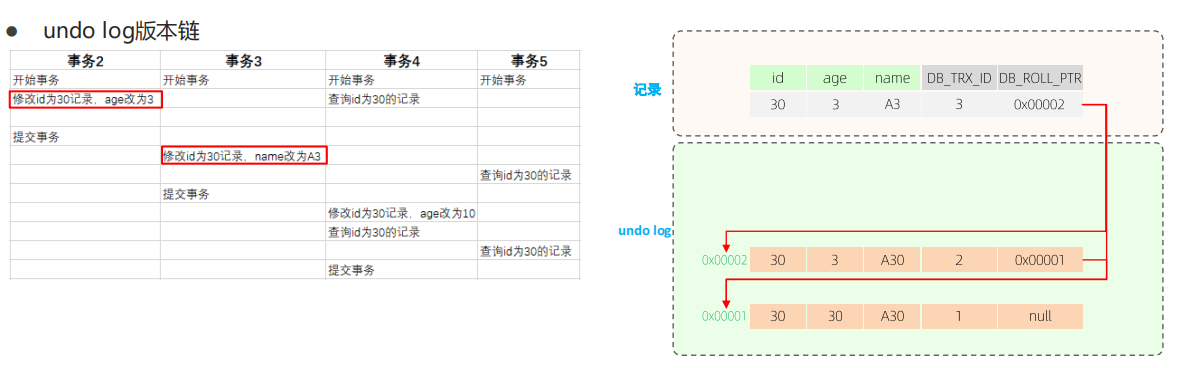 ● undo log版本链
事务2 事务3 事务4 事务5
开始事务 开始事务 开始事务 开始事务
修改id为30记录、age改为3 查询id为30的记录
提交事务
修改id为30记录、name改为A3
查询id为30的记录
提交事务
修改id为30记录、age改为10
查询id为30的记录
查询id为30的记录
提交事务
记录
id age name DB_TRX_ID DB_ROLL_PTR
30 3 A3 3 0x00002
undo log
0x00002 30 3 A30 2 0x00001
0x00001 30 30 A30 1 null